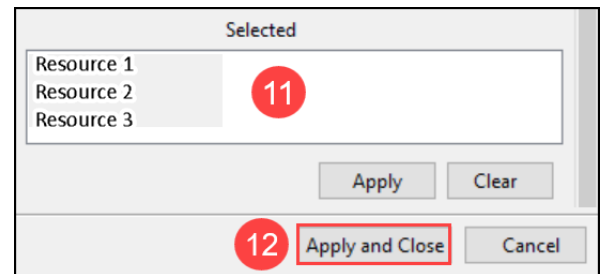 Selected
Resource 1
Resource 2
Resource 3
11
Apply Clear
12 Apply and Close Cancel